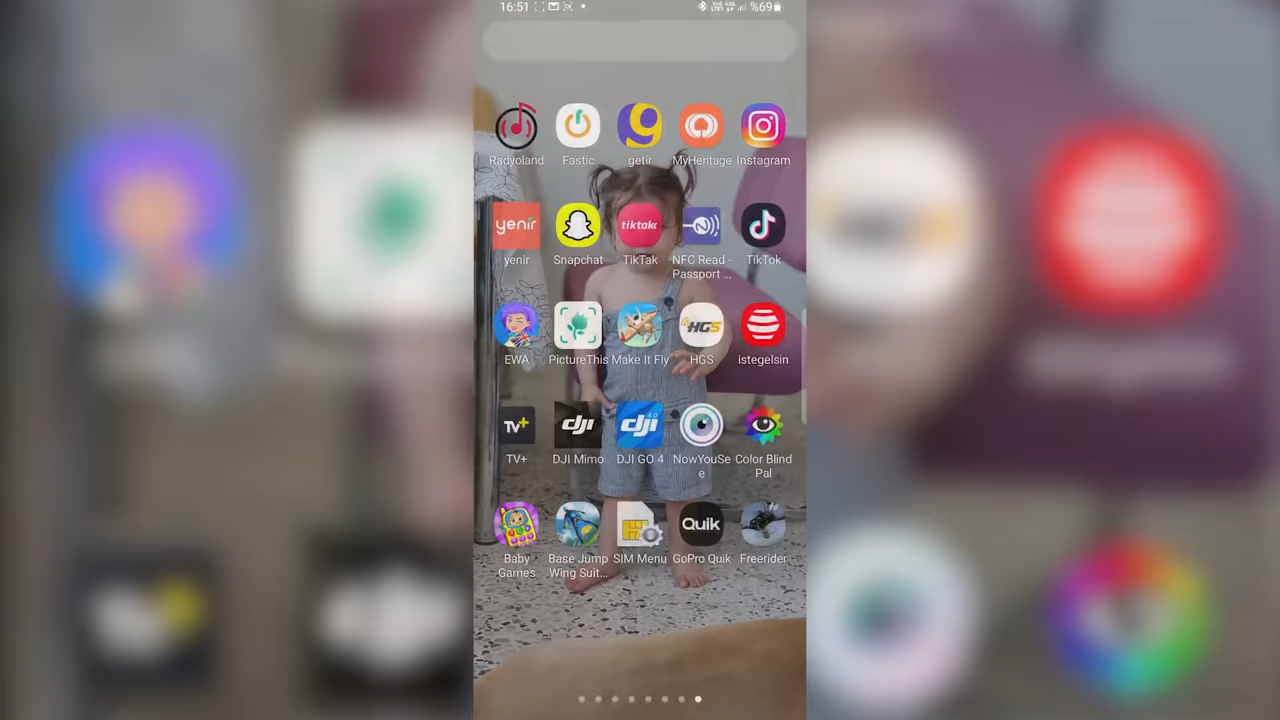 16:51
%69
Radyoland
Fastic
getir
MyHeritage
Instagram
yenir
tiktak
yenir
Snapchat
TikTak
NFC Read -
Passport ...
TikTok
HGS
EWA
PictureThis
Make It Fly
HGS
istegelsin
TV+
dji
dji
4.0
TV+
DJI Mimo
DJI GO 4
NowYouSe
e
Color Blind
Pal
Quik
Baby
Games
Base Jump
Wing Suit...
SIM Menu
GoPro Quik
Freerider